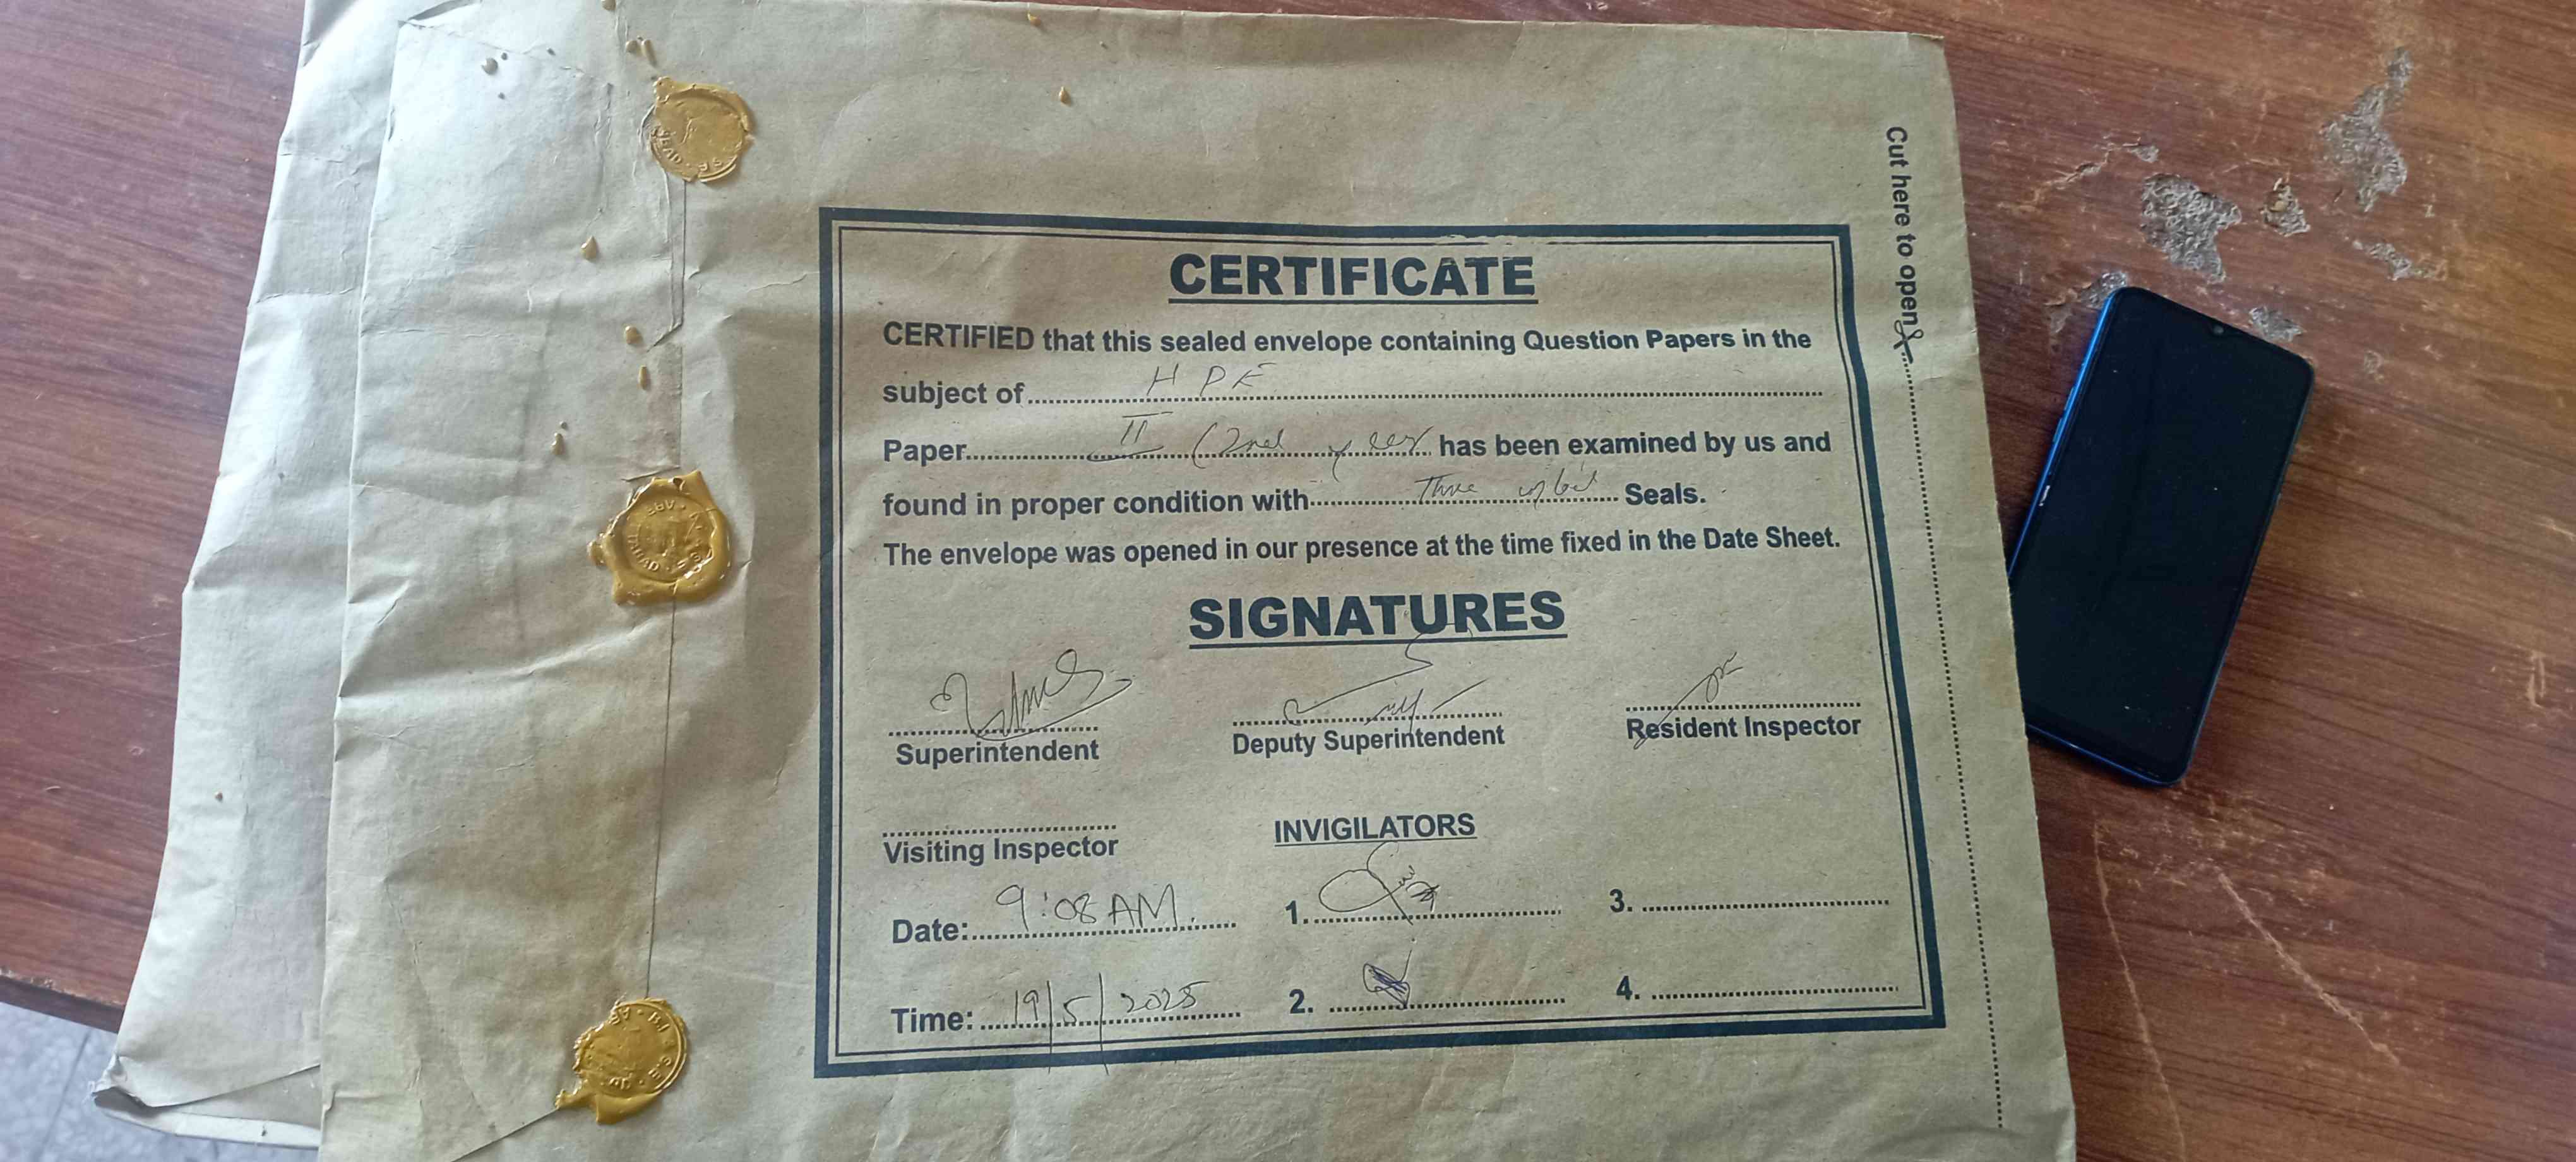 CERTIFICATE
CERTIFIED that this sealed envelope containing Question Papers in the
subject of H P E
Paper II (2nd year has been examined by us and
found in proper condition with Three Seals.
The envelope was opened in our presence at the time fixed in the Date Sheet.
SIGNATURES
Superintendent Deputy Superintendent Resident Inspector
Visiting Inspector INVIGILATORS
Date: 9:08 AM. 1. 3.
Time: 19/5/2025 2. 4.
Cut here to open